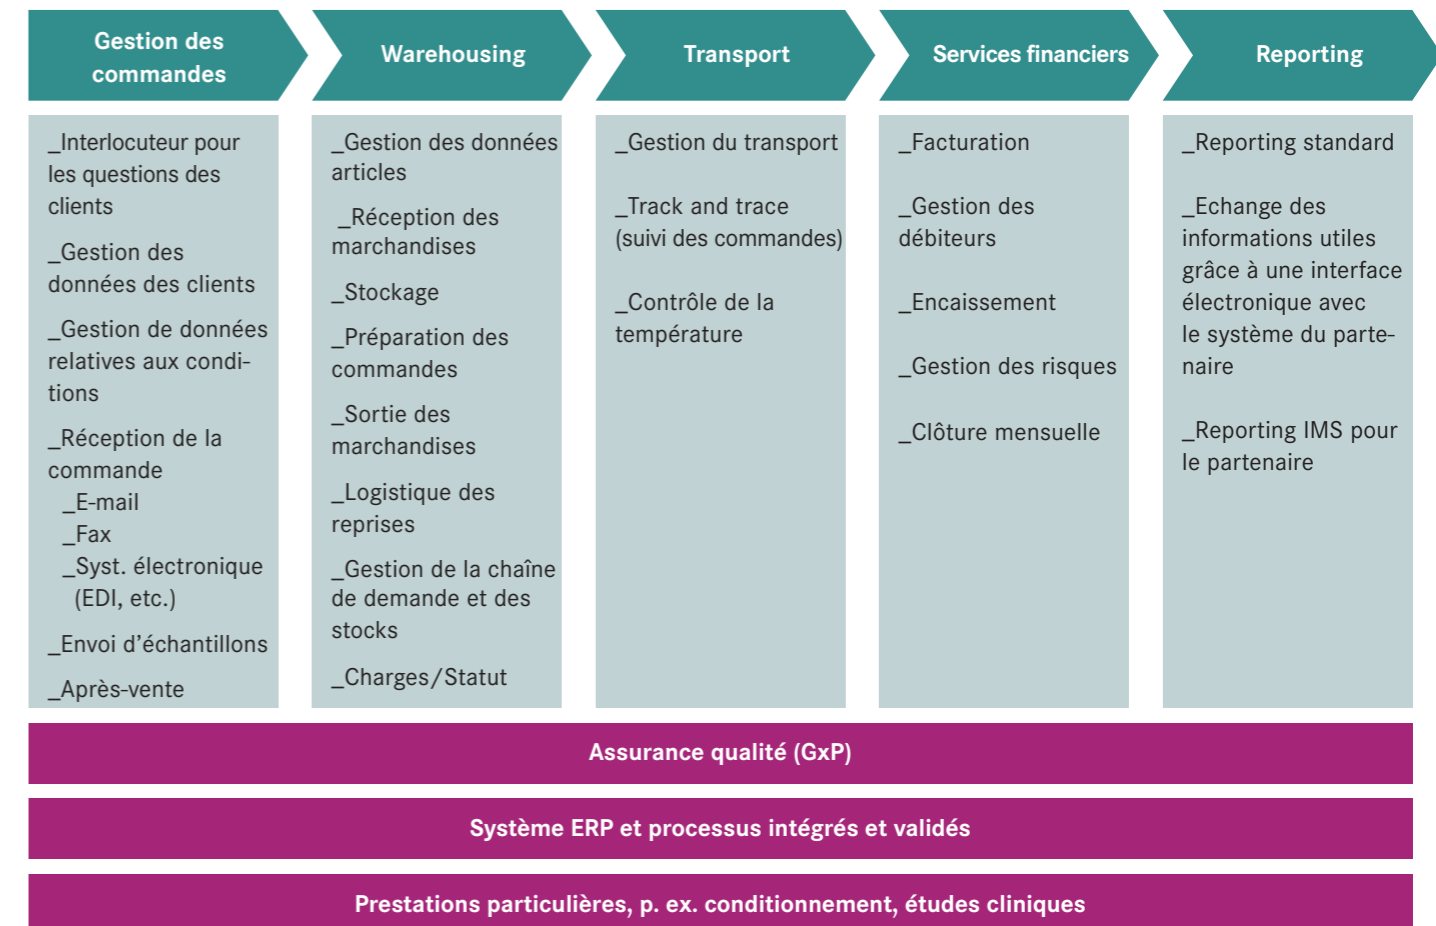 Gestion des
commandes
Warehousing
Transport
Services financiers
Reporting
_Interlocuteur pour
les questions des
clients
_Gestion des
données des clients
_Gestion de données
relatives aux condi-
tions
_Réception de la
commande
_E-mail
_Fax
_Syst. électronique
(EDI, etc.)
_Envoi d’échantillons
_Après-vente
_Gestion des données
articles
_Réception des
marchandises
_Stockage
_Préparation des
commandes
_Sortie des
marchandises
_Logistique des
reprises
_Gestion de la chaîne
de demande et des
stocks
_Charges/Statut
_Gestion du transport
_Track and trace
(suivi des commandes)
_Contrôle de la
température
_Facturation
_Gestion des
débiteurs
_Encaissement
_Gestion des risques
_Clôture mensuelle
_Reporting standard
_Echange des
informations utiles
grâce à une interface
électronique avec
le système du parte-
naire
_Reporting IMS pour
le partenaire
Assurance qualité (GxP)
Système ERP et processus intégrés et validés
Prestations particulières, p. ex. conditionnement, études cliniques